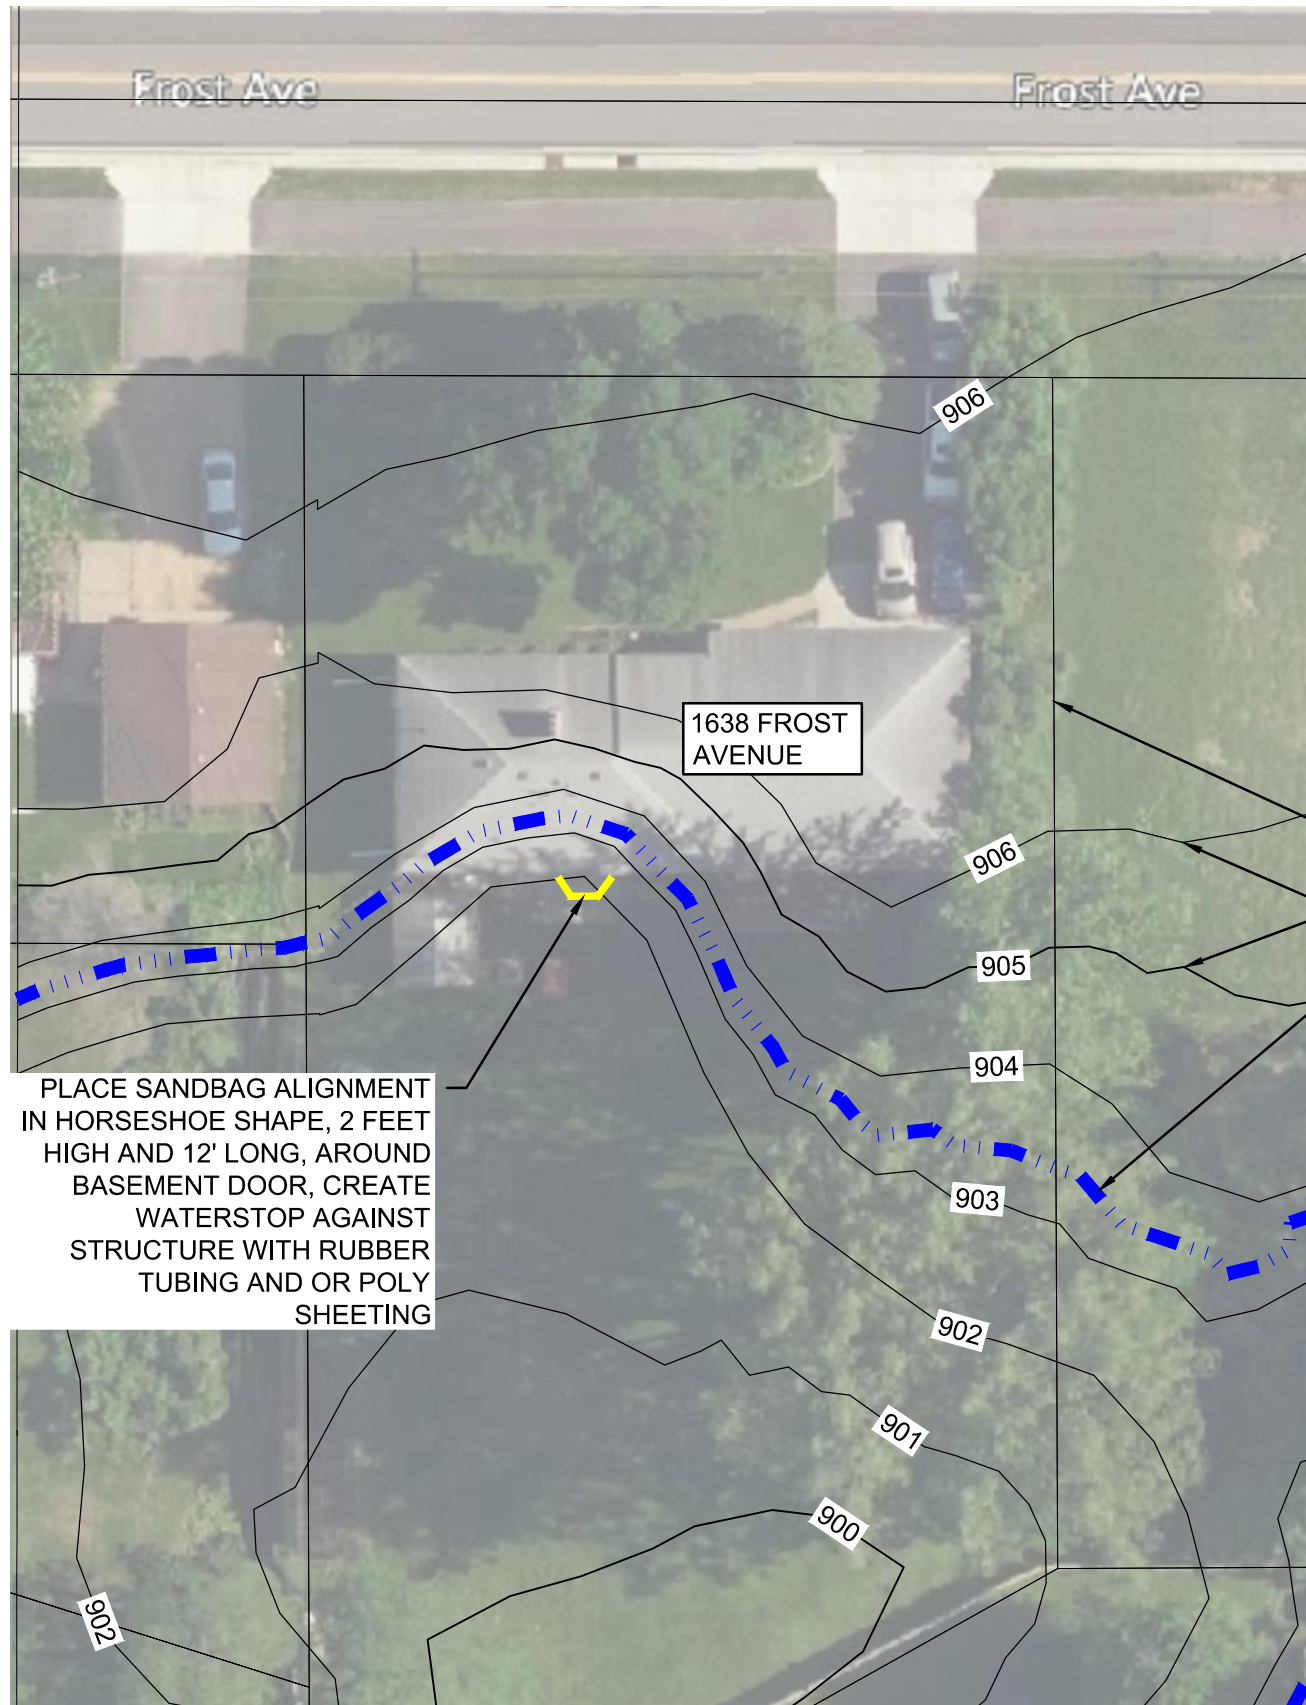 Frost Ave
Frost Ave
906
1638 FROST
AVENUE
906
905
904
PLACE SANDBAG ALIGNMENT
IN HORSESHOE SHAPE, 2 FEET
HIGH AND 12' LONG, AROUND
BASEMENT DOOR, CREATE
WATERSTOP AGAINST
STRUCTURE WITH RUBBER
TUBING AND OR POLY
SHEETING
903
902
901
900
902